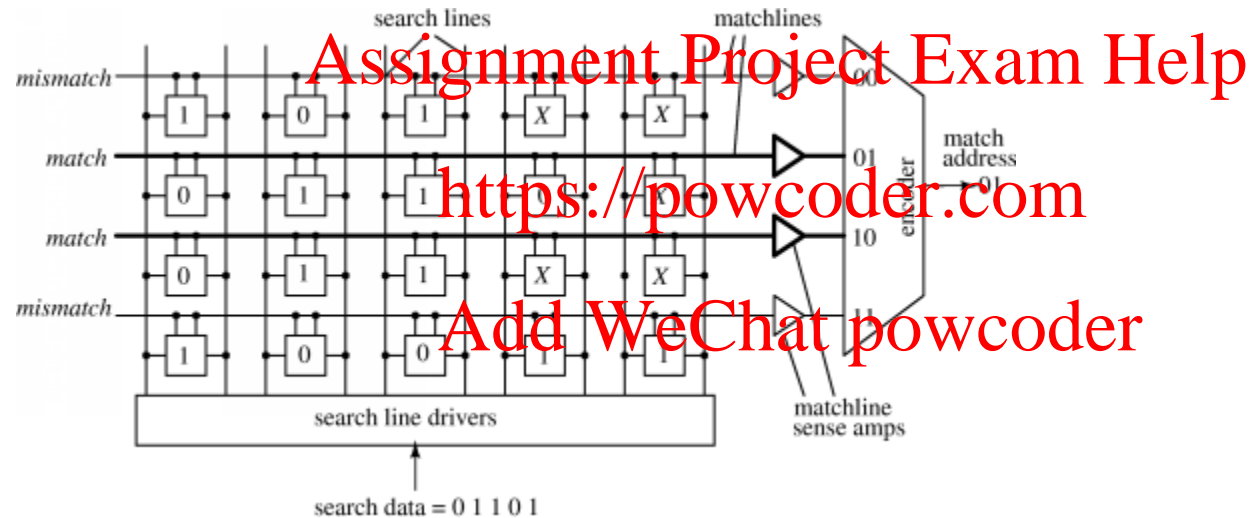 search lines matchlines
Assignment Project Exam Help
mismatch 00
1 0 1 X X
match 01
match address
01
encoder
https://powcoder.com
0 1 1 0 X
match 10
0 1 1 X X
mismatch 11
Add WeChat powcoder
1 0 0 1 1
search line drivers
matchline
sense amps
search data = 0 1 1 0 1